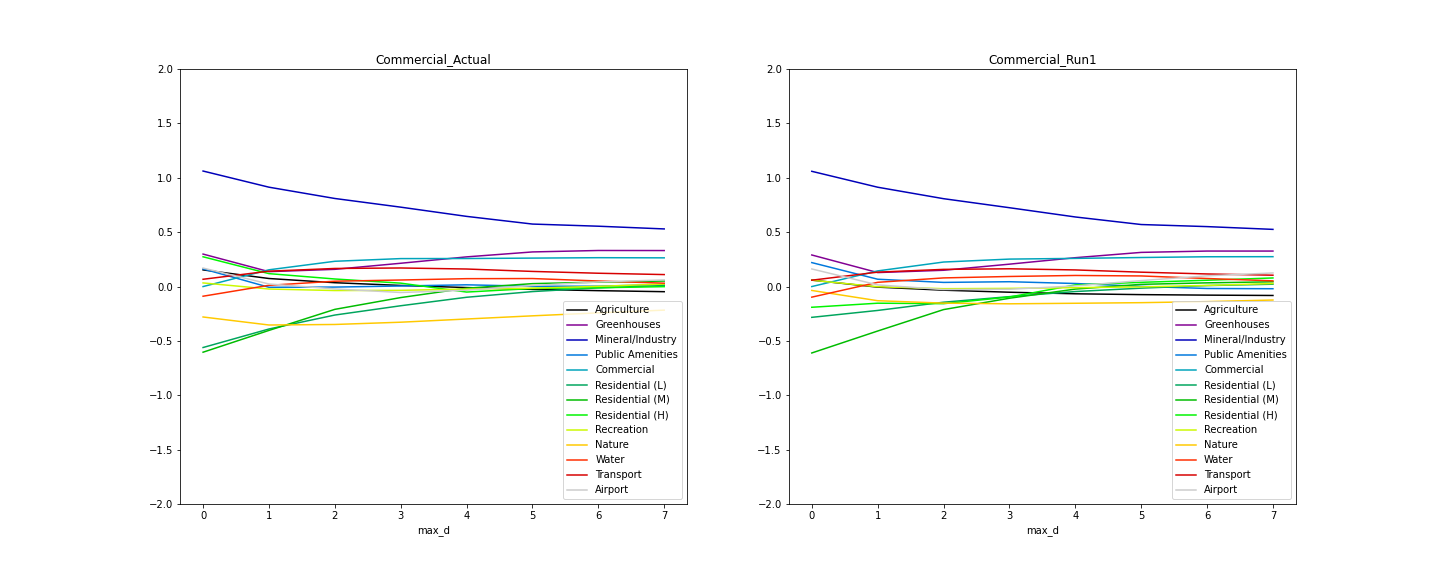 Commercial_Actual
2.0
1.5
1.0
0.5
0.0
−0.5
−1.0
−1.5
−2.0
0 1 2 3 4 5 6 7
max_d
Agriculture
Greenhouses
Mineral/Industry
Public Amenities
Commercial
Residential (L)
Residential (M)
Residential (H)
Recreation
Nature
Water
Transport
Airport
Commercial_Run1
2.0
1.5
1.0
0.5
0.0
−0.5
−1.0
−1.5
−2.0
0 1 2 3 4 5 6 7
max_d
Agriculture
Greenhouses
Mineral/Industry
Public Amenities
Commercial
Residential (L)
Residential (M)
Residential (H)
Recreation
Nature
Water
Transport
Airport